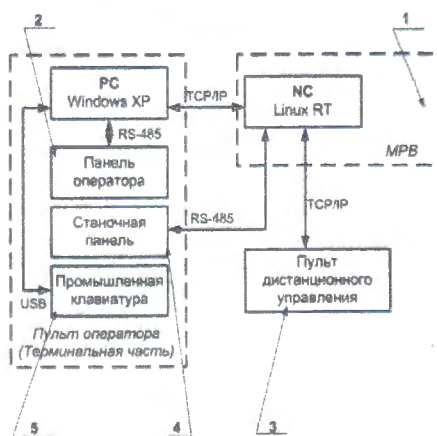 1
2
PC
Windows XP
TCP/IP
NC
Linux RT
MPB
RS-485
Панель
оператора
Станочная
панель
RS-485
TCP/IP
Промышленная
клавиатура
USB
Пульт оператора
(Терминальная часть)
Пульт
дистанционного
управления
5
4
3